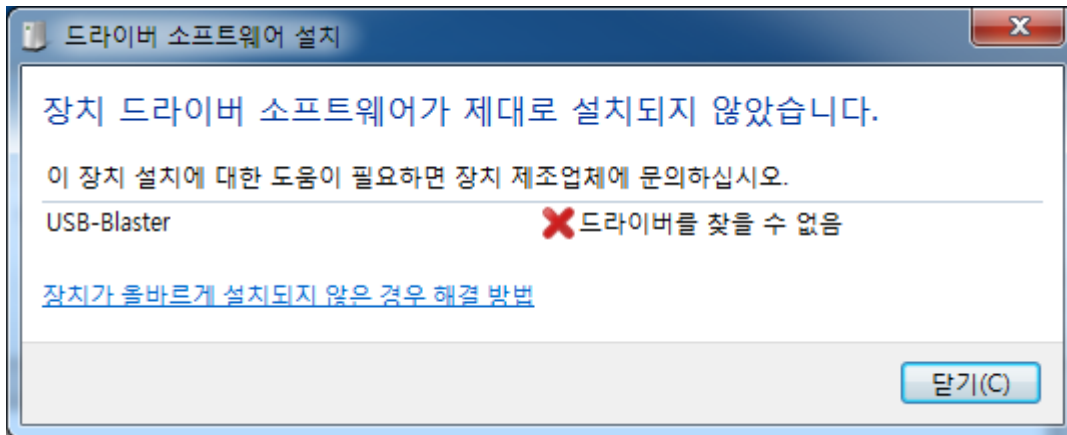 드라이버 소프트웨어 설치
장치 드라이버 소프트웨어가 제대로 설치되지 않았습니다.
이 장치 설치에 대한 도움이 필요하면 장치 제조업체에 문의하십시오.
USB-Blaster 드라이버를 찾을 수 없음
장치가 올바르게 설치되지 않은 경우 해결 방법
닫기(C)